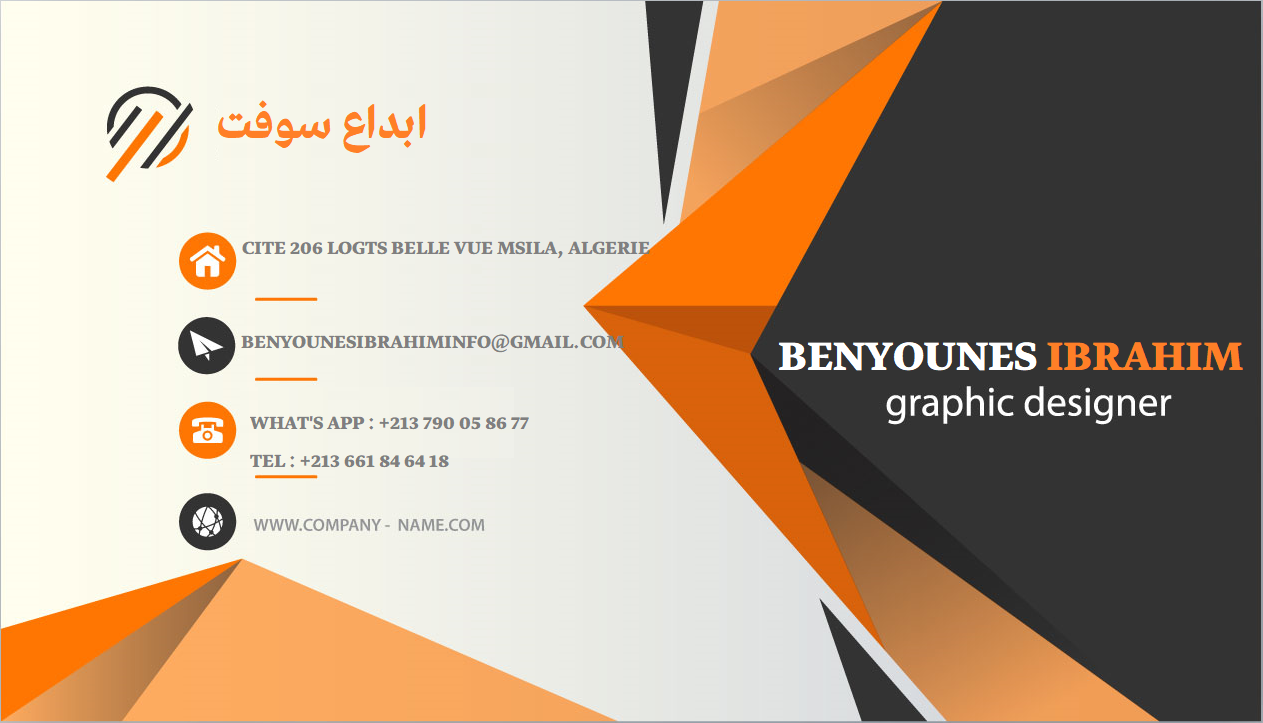 ابداع سوفت
CITE 206 LOGTS BELLE VUE MSILA, ALGERIE
BENYOUNESIBRAHIMINFO@GMAIL.COM
WHAT'S APP : +213 790 05 86 77
TEL : +213 661 84 64 18
WWW.COMPANY - NAME.COM
BENYOUNES IBRAHIM
graphic designer